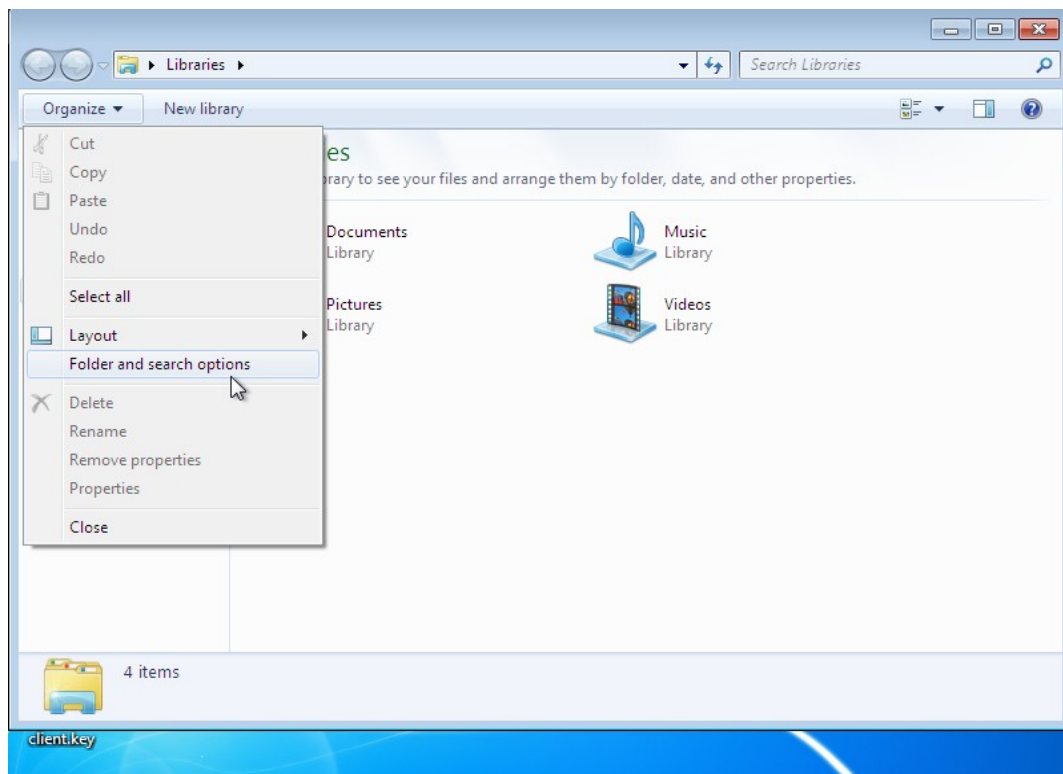 Libraries
Search Libraries
Organize
New library
Cut
Copy
Paste
Undo
Redo
Select all
Layout
Folder and search options
Delete
Rename
Remove properties
Properties
Close
es
rary to see your files and arrange them by folder, date, and other properties.
Documents
Library
Music
Library
Pictures
Library
Videos
Library
4 items
client.key